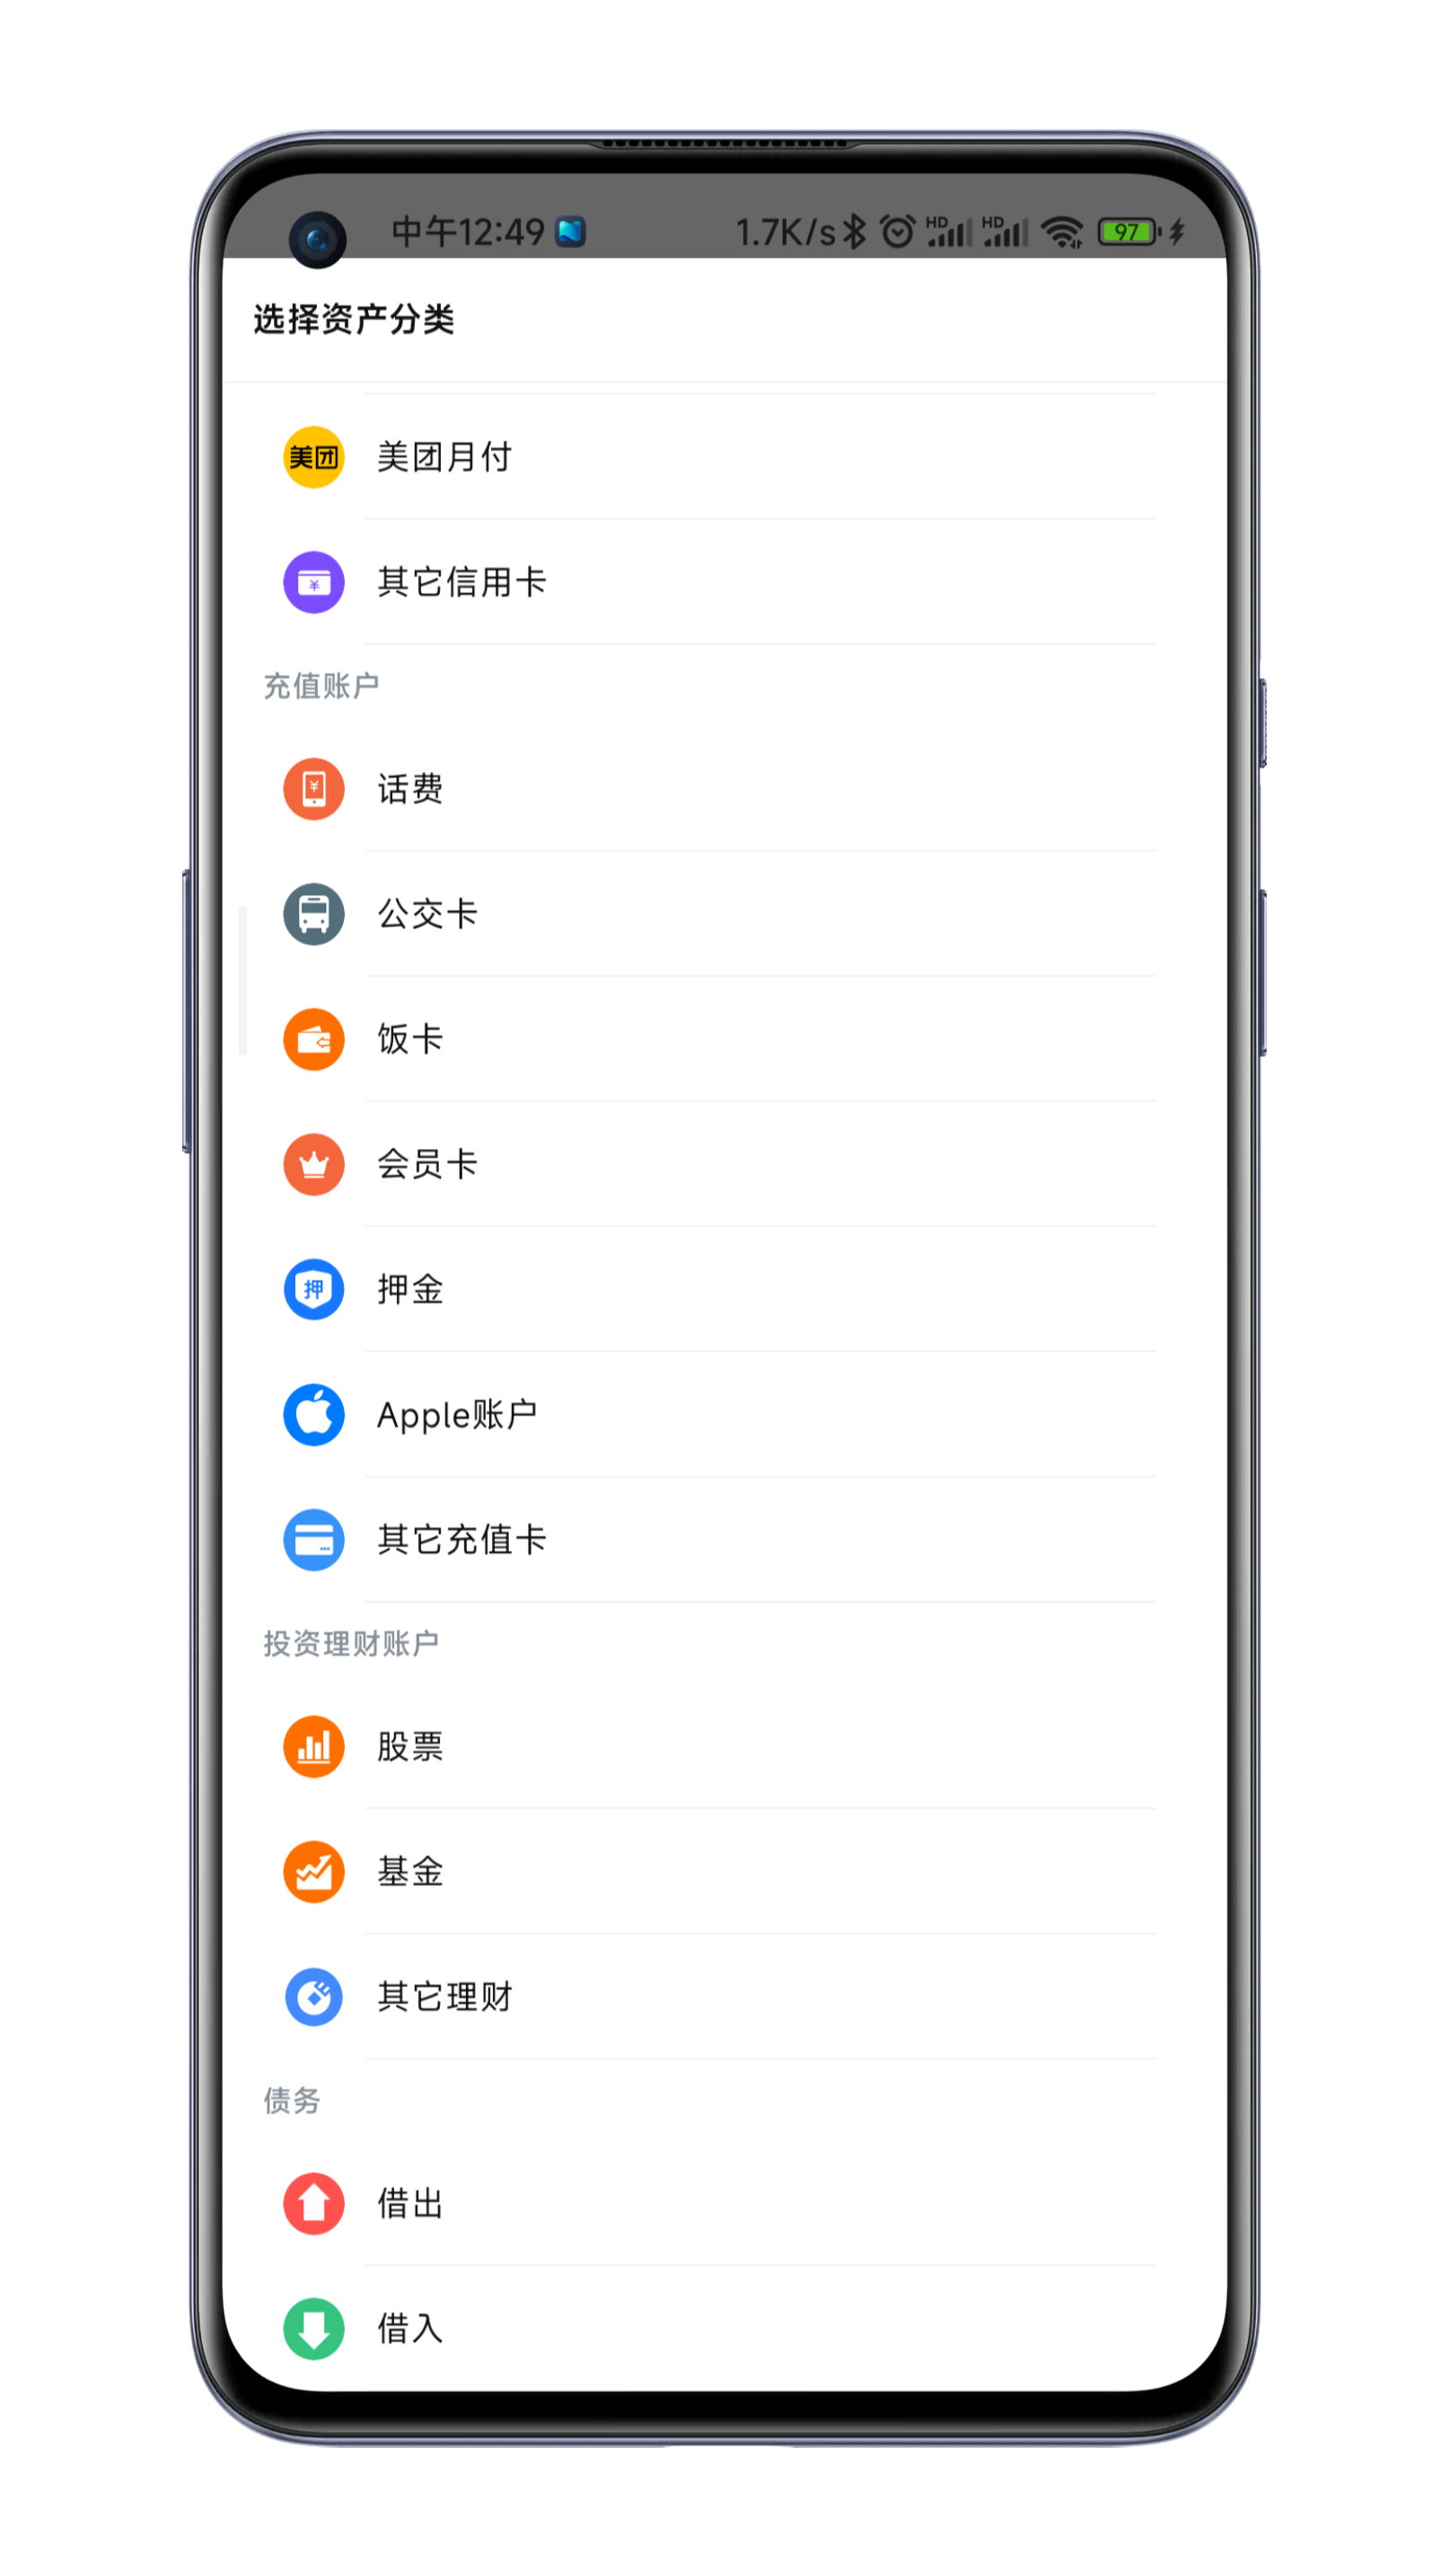 中午12:49 1.7K/s HD HD 97
选择资产分类
美团 美团月付
¥ 其它信用卡
充值账户
¥ 话费
公交卡
饭卡
会员卡
押 押金
Apple账户
其它充值卡
投资理财账户
股票
基金
其它理财
债务
借出
借入